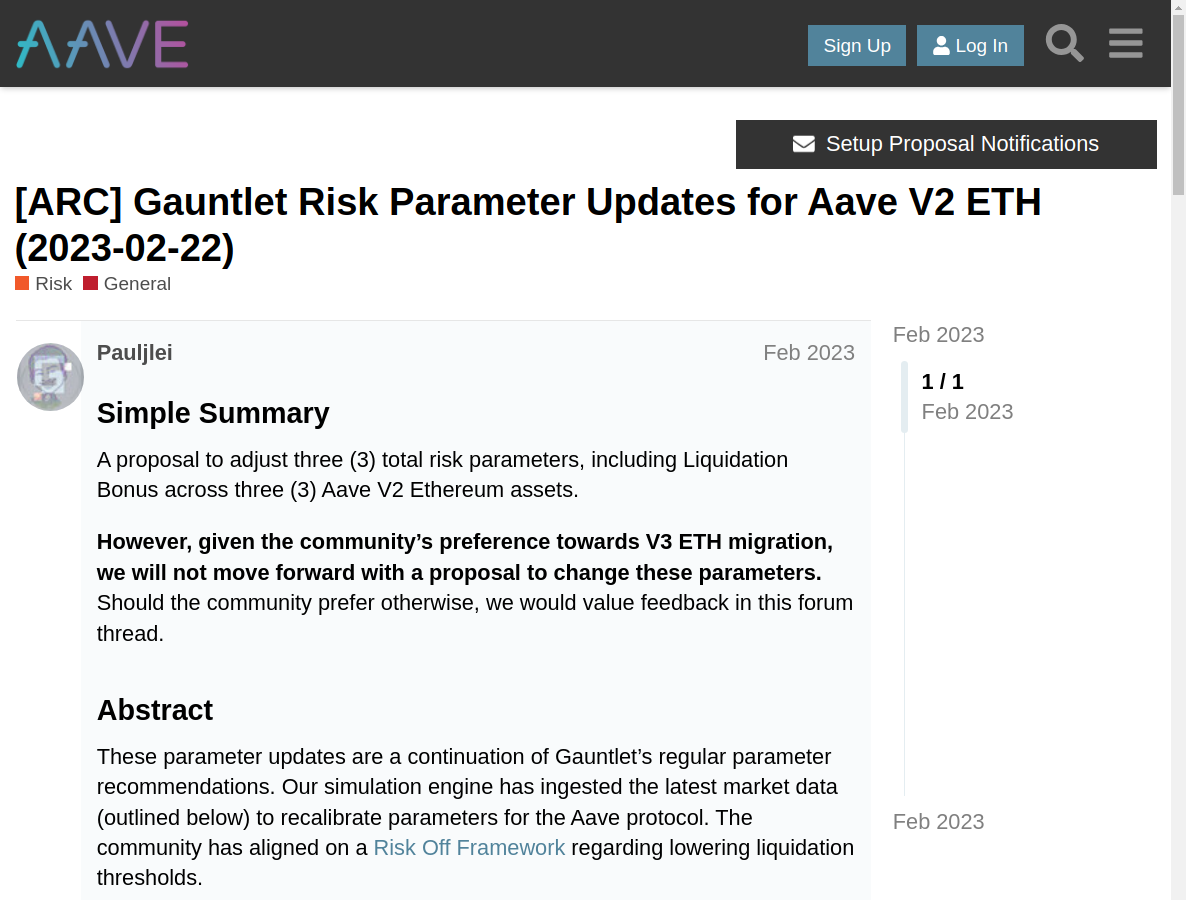 AAVE
Sign Up
Log In
Setup Proposal Notifications
[ARC] Gauntlet Risk Parameter Updates for Aave V2 ETH
(2023-02-22)
Risk
General
Pauljlei
Feb 2023
Simple Summary
A proposal to adjust three (3) total risk parameters, including Liquidation
Bonus across three (3) Aave V2 Ethereum assets.
However, given the community’s preference towards V3 ETH migration,
we will not move forward with a proposal to change these parameters.
Should the community prefer otherwise, we would value feedback in this forum
thread.
Abstract
These parameter updates are a continuation of Gauntlet’s regular parameter
recommendations. Our simulation engine has ingested the latest market data
(outlined below) to recalibrate parameters for the Aave protocol. The
community has aligned on a Risk Off Framework regarding lowering liquidation
thresholds.
Feb 2023
1 / 1
Feb 2023
Feb 2023